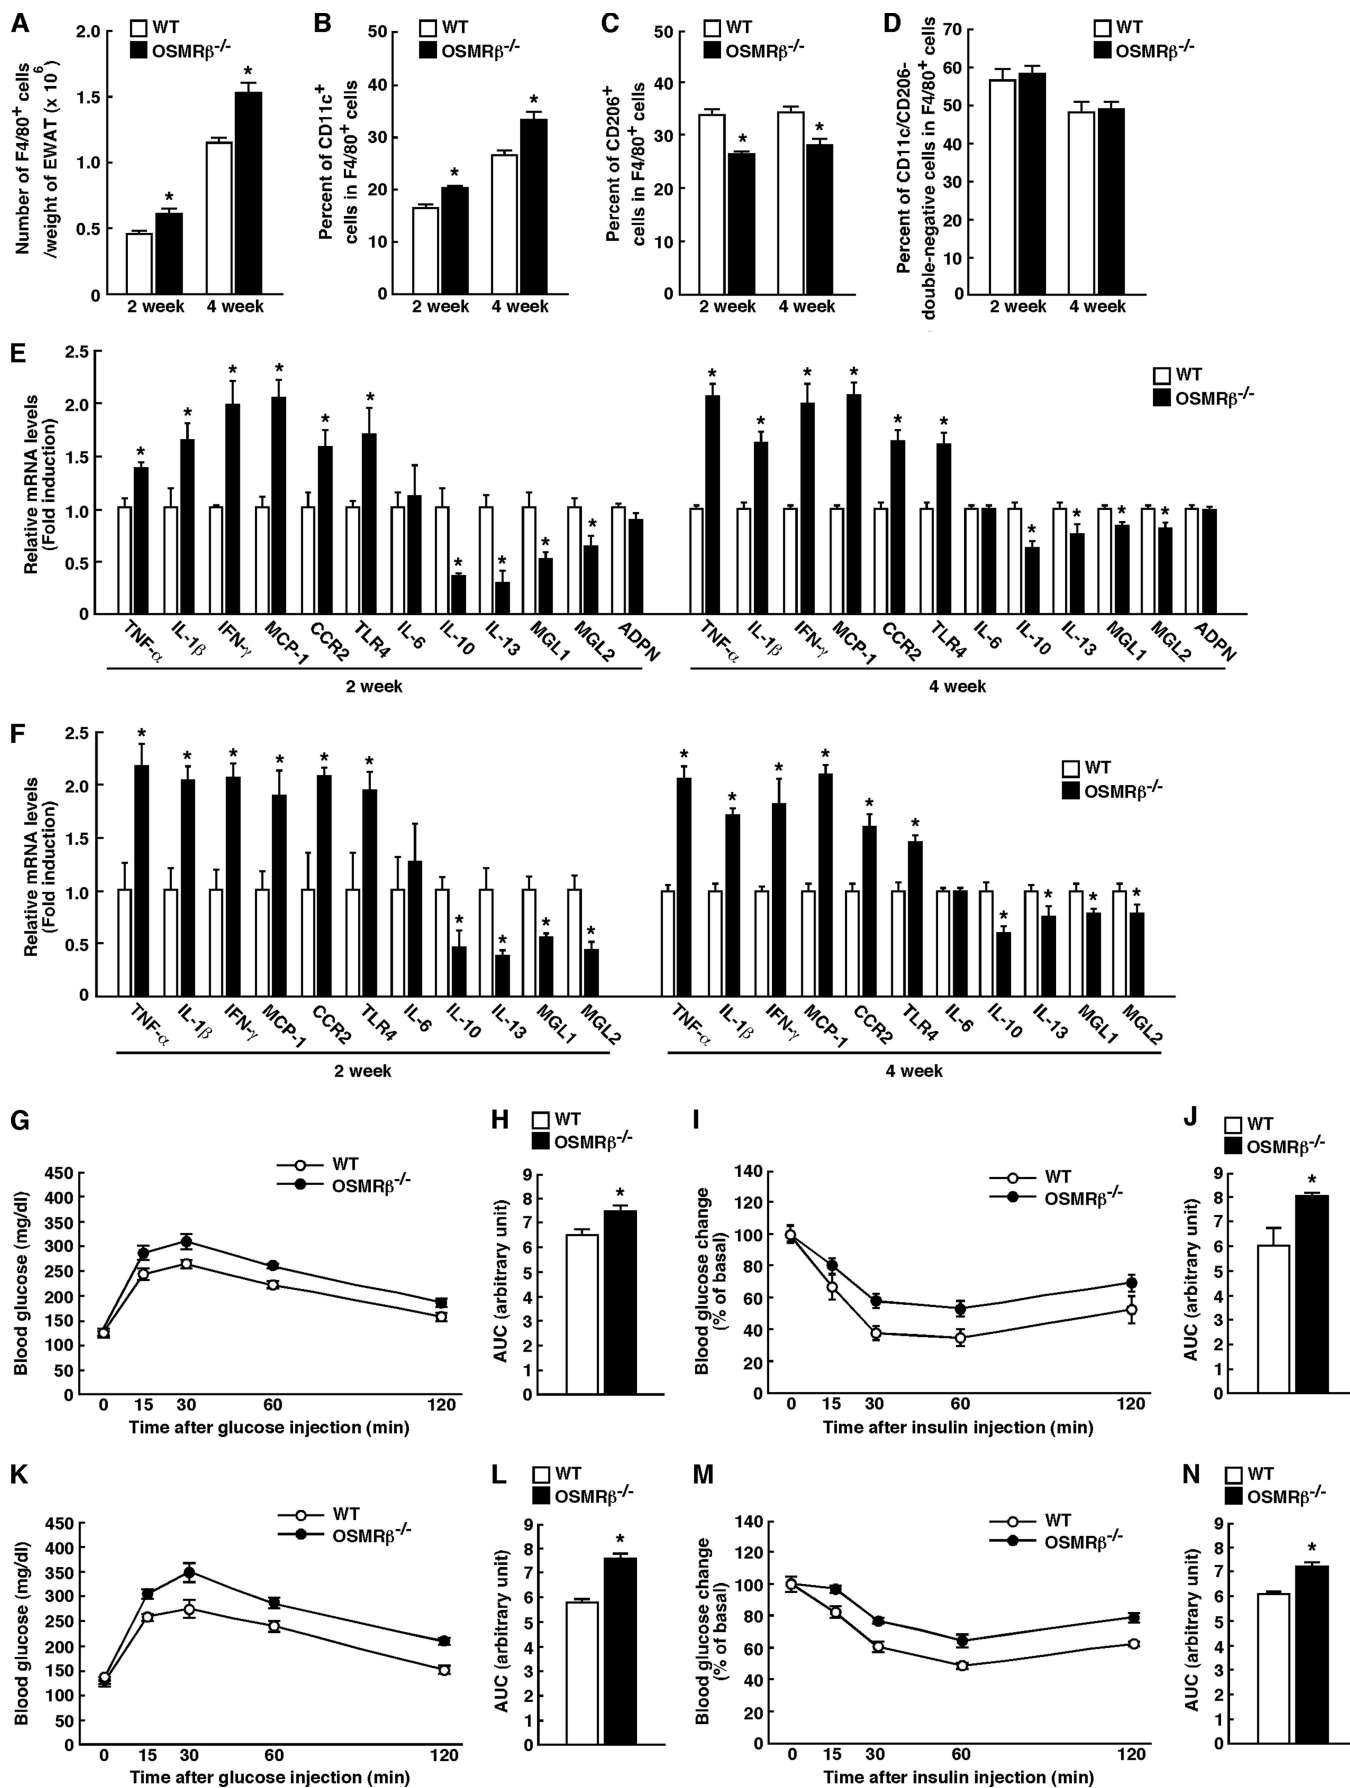 A
WT
OSMRβ-/-
Number of F4/80+ cells
/weight of EWAT (x 10^6)
2.0
1.5
1.0
0.5
0
*
*
2 week
4 week
B
WT
OSMRβ-/-
Percent of CD11c+
cells in F4/80+ cells
50
40
30
20
10
0
*
*
2 week
4 week
C
WT
OSMRβ-/-
Percent of CD206+
cells in F4/80+ cells
50
40
30
20
10
0
*
*
2 week
4 week
D
WT
OSMRβ-/-
Percent of CD11c/CD206-
double-negative cells in F4/80+ cells
70
60
50
40
30
20
10
0
2 week
4 week
E
Relative mRNA levels
(Fold induction)
2.5
2.0
1.5
1.0
0.5
0
WT
OSMRβ-/-
* * * * * * * * * *
* * * * * * * * * *
TNF-α IL-1β IFN-γ MCP-1 CCR2 TLR4 IL-6 IL-10 IL-13 MGL1 MGL2 ADPN
2 week
TNF-α IL-1β IFN-γ MCP-1 CCR2 TLR4 IL-6 IL-10 IL-13 MGL1 MGL2 ADPN
4 week
F
Relative mRNA levels
(Fold induction)
2.5
2.0
1.5
1.0
0.5
0
WT
OSMRβ-/-
* * * * * * * * * *
* * * * * * * * * *
TNF-α IL-1β IFN-γ MCP-1 CCR2 TLR4 IL-6 IL-10 IL-13 MGL1 MGL2
2 week
TNF-α IL-1β IFN-γ MCP-1 CCR2 TLR4 IL-6 IL-10 IL-13 MGL1 MGL2
4 week
G
WT
OSMRβ-/-
Blood glucose (mg/dl)
450
400
350
300
250
200
150
100
50
0
0 15 30 60 120
Time after glucose injection (min)
H
WT
OSMRβ-/-
AUC (arbitrary unit)
9
8
7
6
5
4
3
2
1
0
*
I
WT
OSMRβ-/-
Blood glucose change
(% of basal)
140
120
100
80
60
40
20
0
0 15 30 60 120
Time after insulin injection (min)
J
WT
OSMRβ-/-
AUC (arbitrary unit)
9
8
7
6
5
4
3
2
1
0
*
K
WT
OSMRβ-/-
Blood glucose (mg/dl)
450
400
350
300
250
200
150
100
50
0
0 15 30 60 120
Time after glucose injection (min)
L
WT
OSMRβ-/-
AUC (arbitrary unit)
9
8
7
6
5
4
3
2
1
0
*
M
WT
OSMRβ-/-
Blood glucose change
(% of basal)
140
120
100
80
60
40
20
0
0 15 30 60 120
Time after insulin injection (min)
N
WT
OSMRβ-/-
AUC (arbitrary unit)
9
8
7
6
5
4
3
2
1
0
*